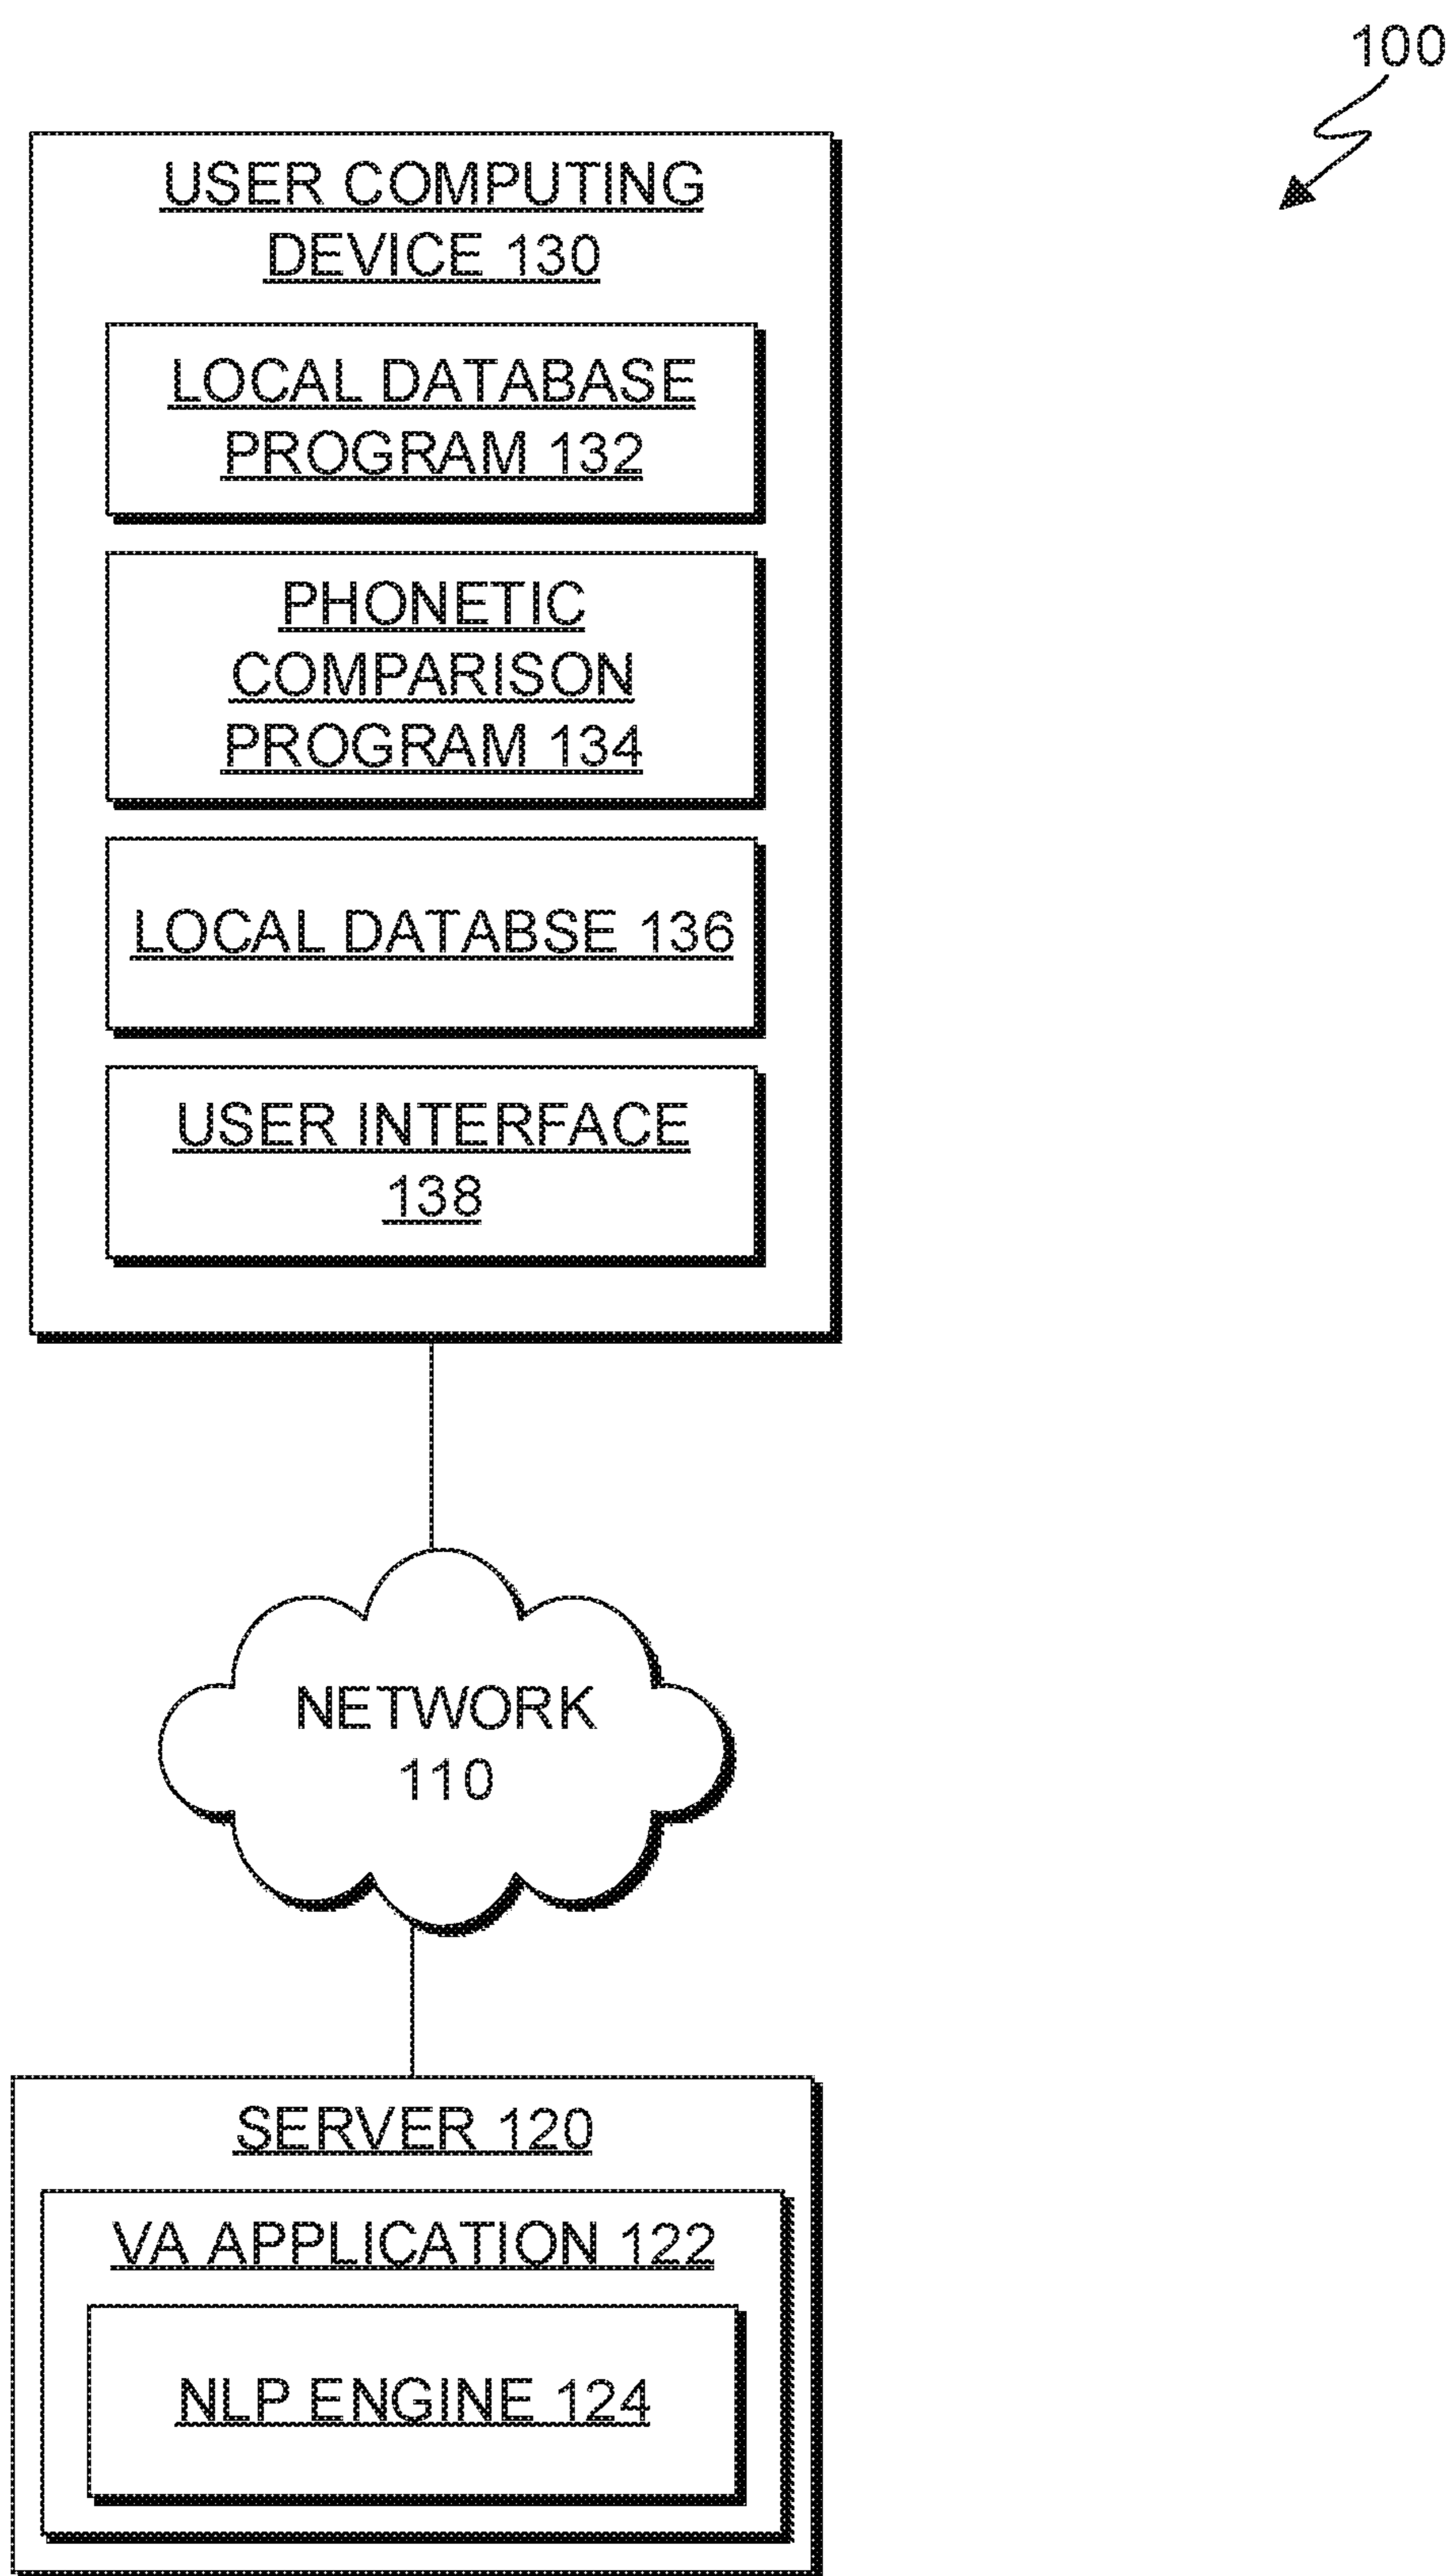 100
USER COMPUTING
DEVICE 130
LOCAL DATABASE
PROGRAM 132
PHONETIC
COMPARISON
PROGRAM 134
LOCAL DATABSE 136
USER INTERFACE
138
NETWORK
110
SERVER 120
VA APPLICATION 122
NLP ENGINE 124